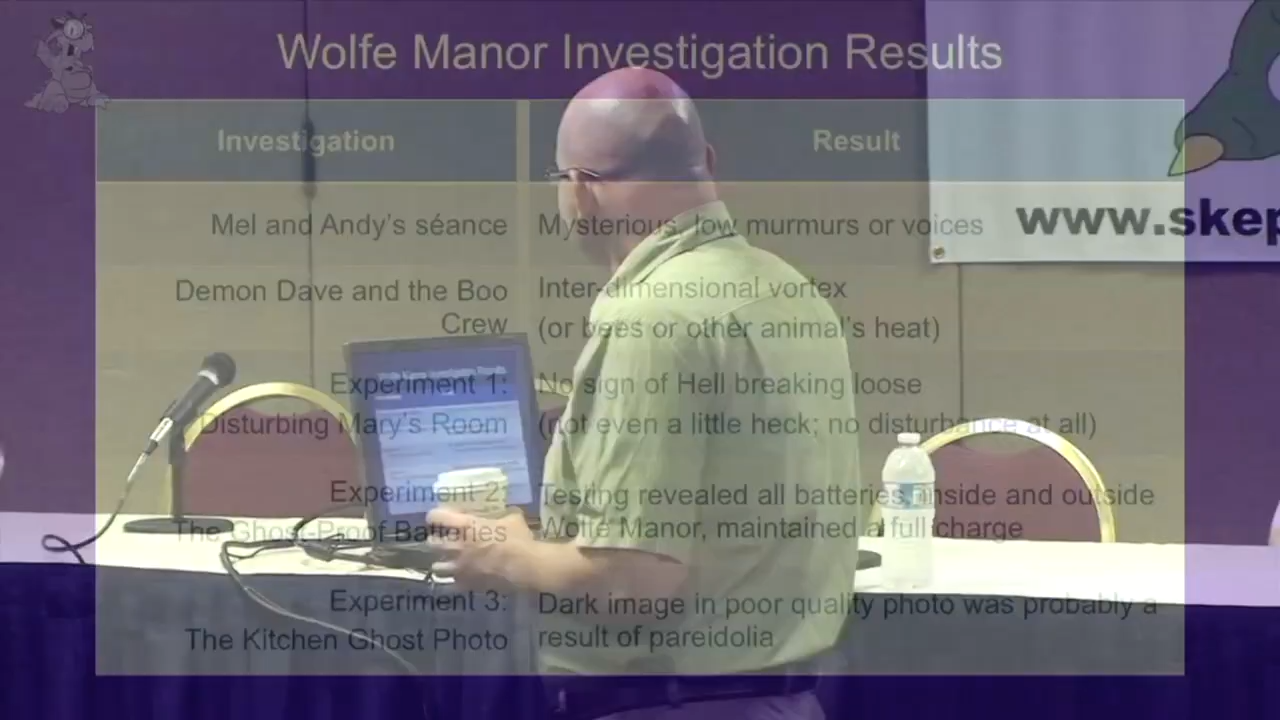 Wolfe Manor Investigation Results
Investigation Result
Mel and Andy's séance Mysterious, low murmurs or voices
Demon Dave and the Boo Inter-dimensional vortex
Crew (or bees or other animal's heat)
Experiment 1: No sign of Hell breaking loose
Disturbing Mary's Room (not even a little heck; no disturbance at all)
Experiment 2: Testing revealed all batteries, inside and outside
The Ghost-Proof Batteries Wolfe Manor, maintained a full charge
Experiment 3: Dark image in poor quality photo was probably a
The Kitchen Ghost Photo result of pareidolia
www.skep